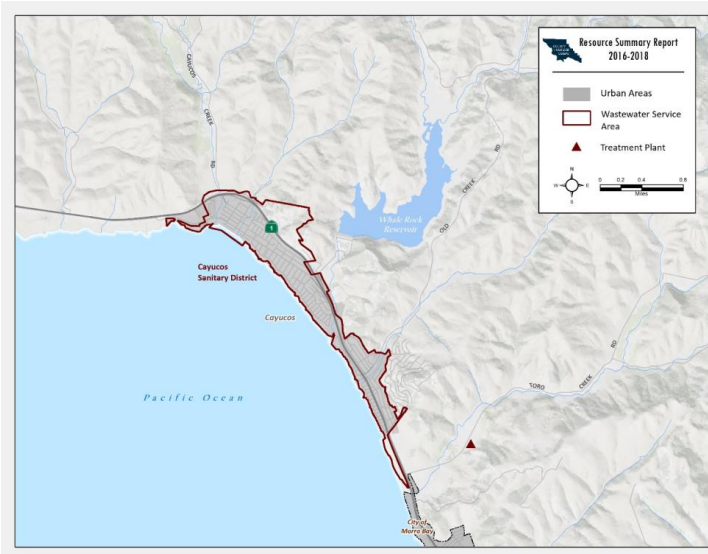 Resource Summary Report
2016-2018
Urban Areas
Wastewater Service
Area
Treatment Plant
N
W
E
S
0 0.2 0.4 0.8
Miles
CAYUCOS
CREEK
RD
1
Whale Rock
Reservoir
OLD
CREEK
RD
Cayucos
Sanitary District
Cayucos
Pacific Ocean
TORO
CREEK
RD
City of
Morro Bay